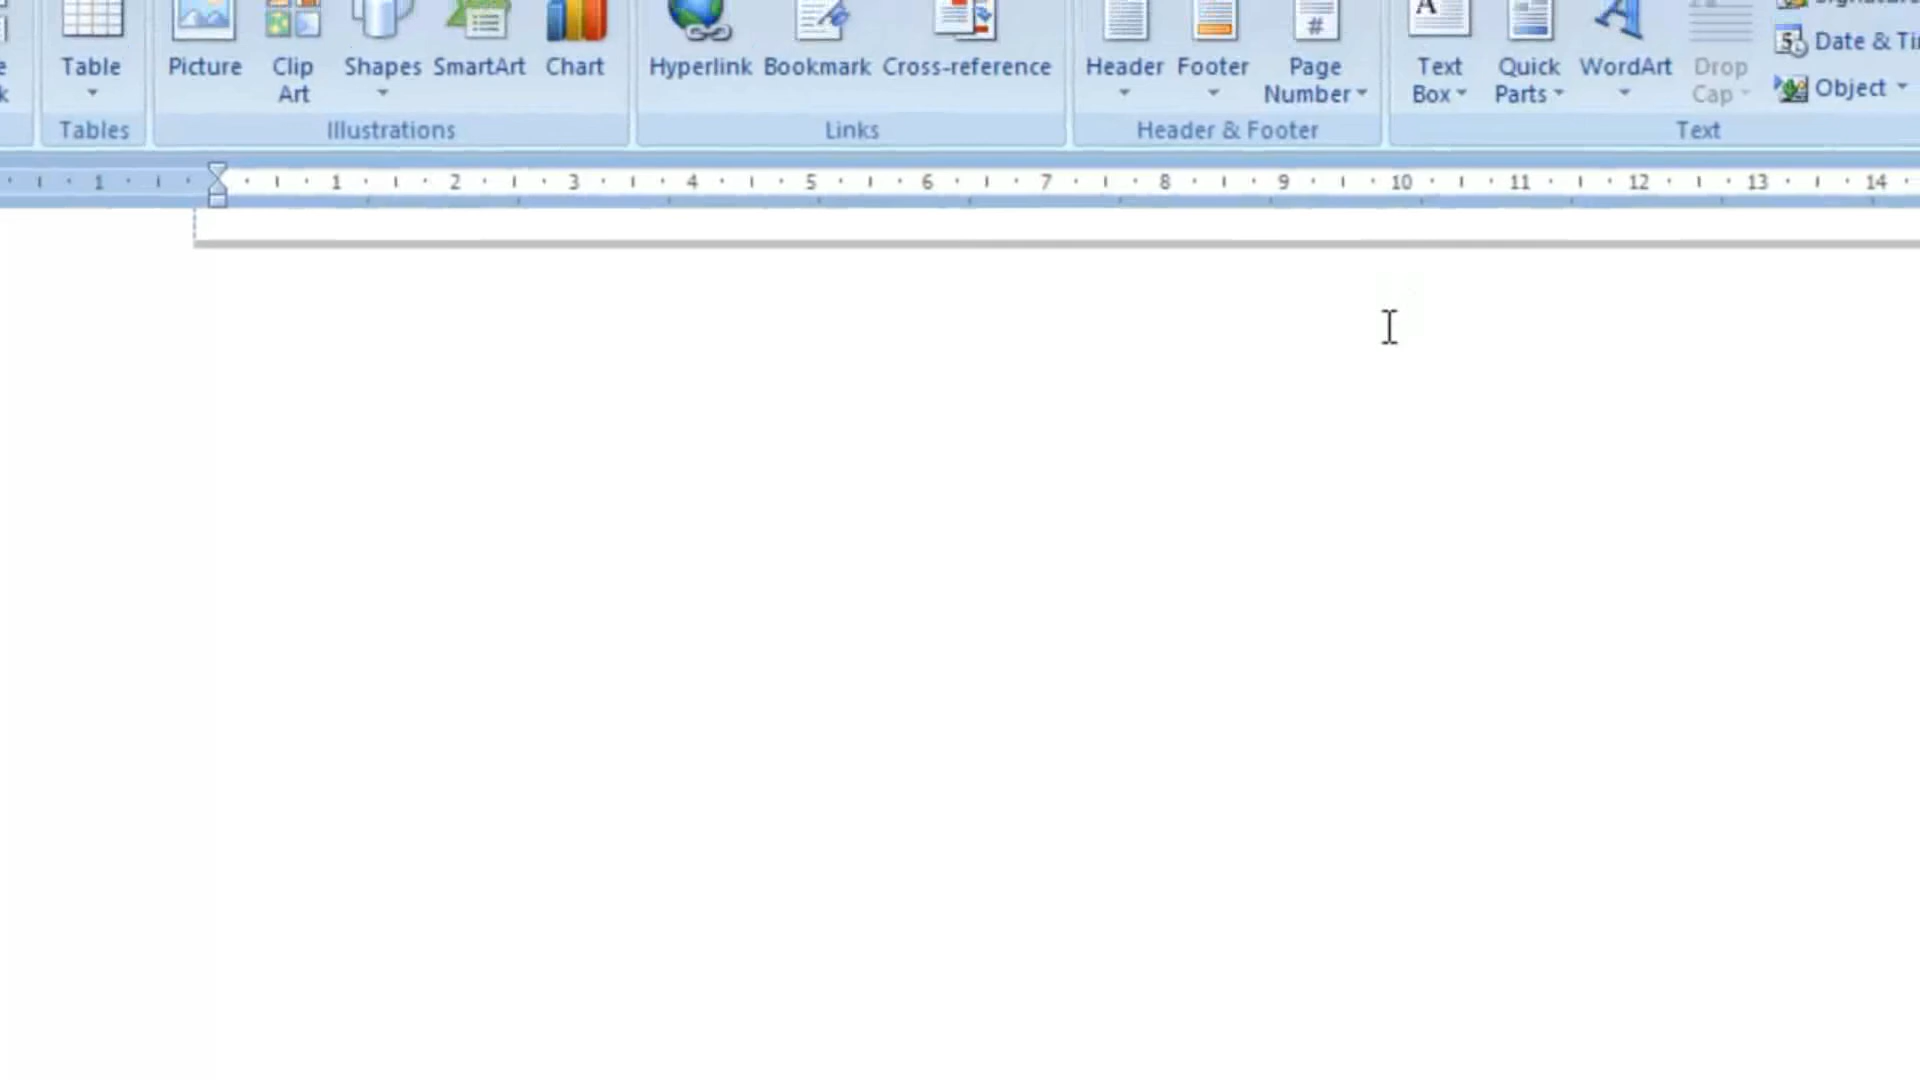 Table
Picture
Clip Art
Shapes
SmartArt
Chart
Hyperlink
Bookmark
Cross-reference
Header
Footer
Page Number
Text Box
Quick Parts
WordArt
Drop Cap
Date &
Object
Tables
Illustrations
Links
Header & Footer
Text
1 1 2 3 4 5 6 7 8 9 10 11 12 13 14